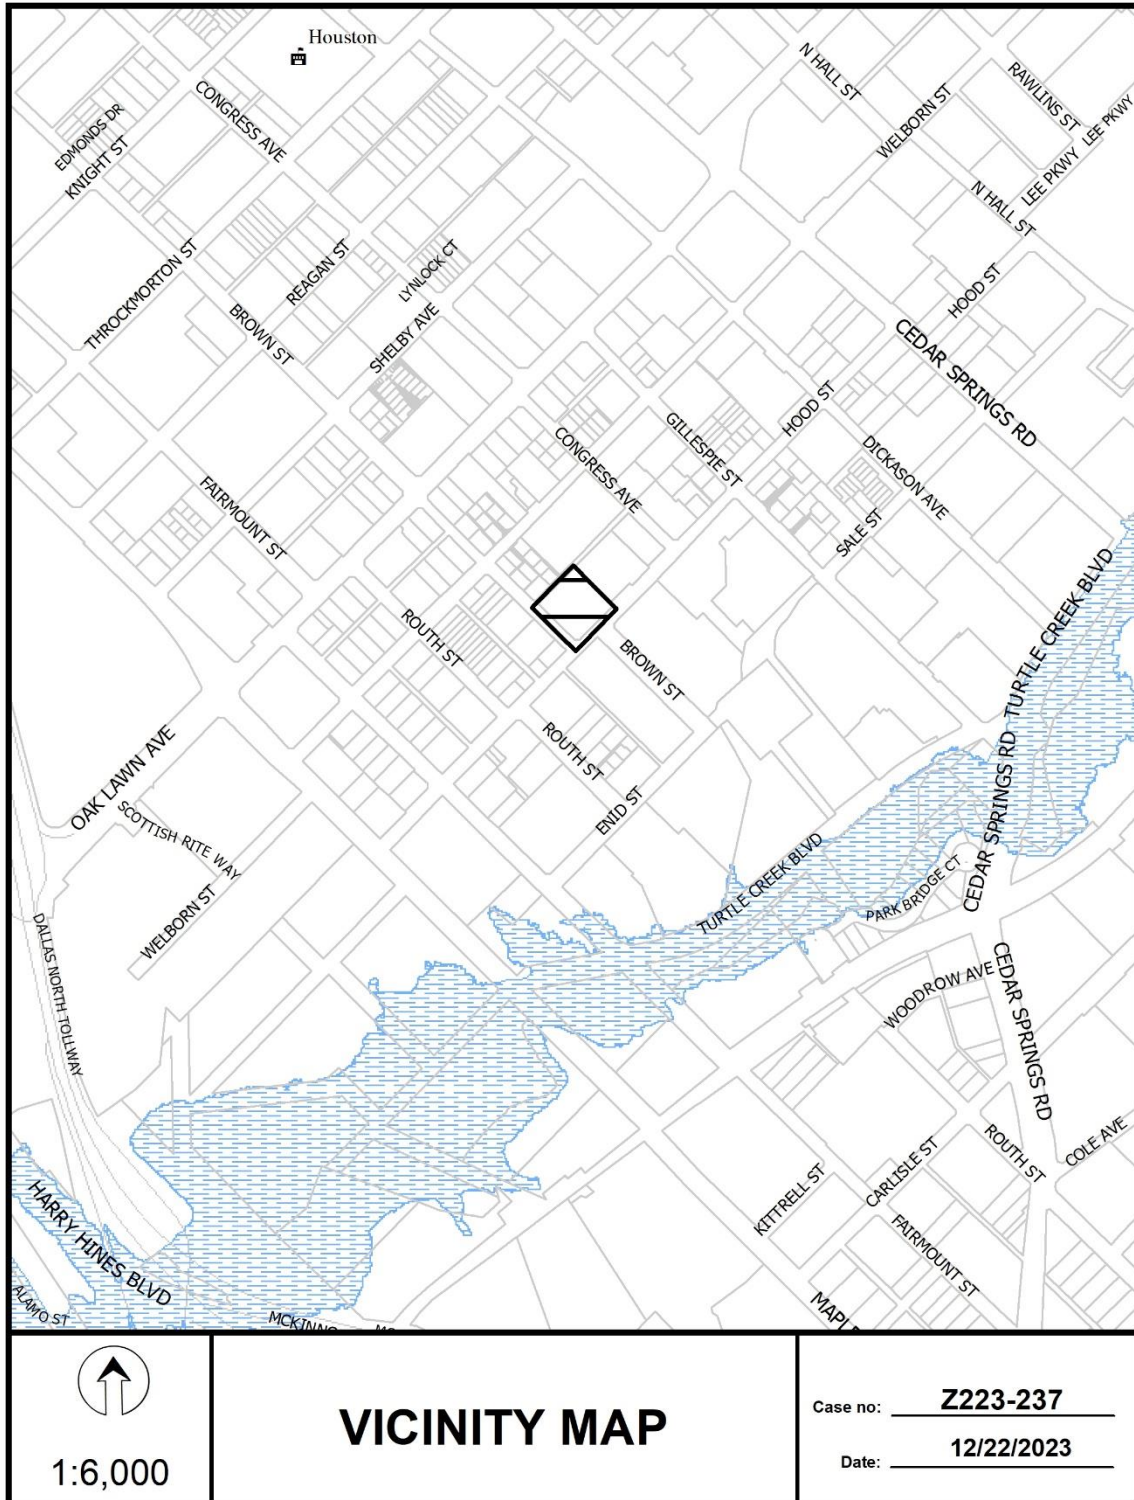 Houston
N HALL ST
RAWLINS ST
LEE PKWY
CONGRESS AVE
WELBORN ST
EDMONDS DR
KNIGHT ST
LEE PKWY
N HALL ST
THROCKMORTON ST
REAGAN ST
LYNLOCK CT
HOOD ST
BROWN ST
SHELBY AVE
CEDAR SPRINGS RD
HOOD ST
GILLESPIE ST
CONGRESS AVE
DICKASON AVE
FAIRMOUNT ST
SALE ST
TURTLE CREEK BLVD
ROUTH ST
BROWN ST
ROUTH ST
OAK LAWN AVE
CEDAR SPRINGS RD
SCOTTISH RITE WAY
ENID ST
TURTLE CREEK BLVD
PARK BRIDGE CT
WELBORN ST
DALLAS NORTH TOLLWAY
WOODROW AVE
CEDAR SPRINGS RD
ROUTH ST
COLE AVE
CARLISLE ST
KITTRELL ST
HARRY HINES BLVD
FAIRMOUNT ST
ALAMO ST
MCKINNO
MAPL
1:6,000
VICINITY MAP
Case no: Z223-237
Date: 12/22/2023